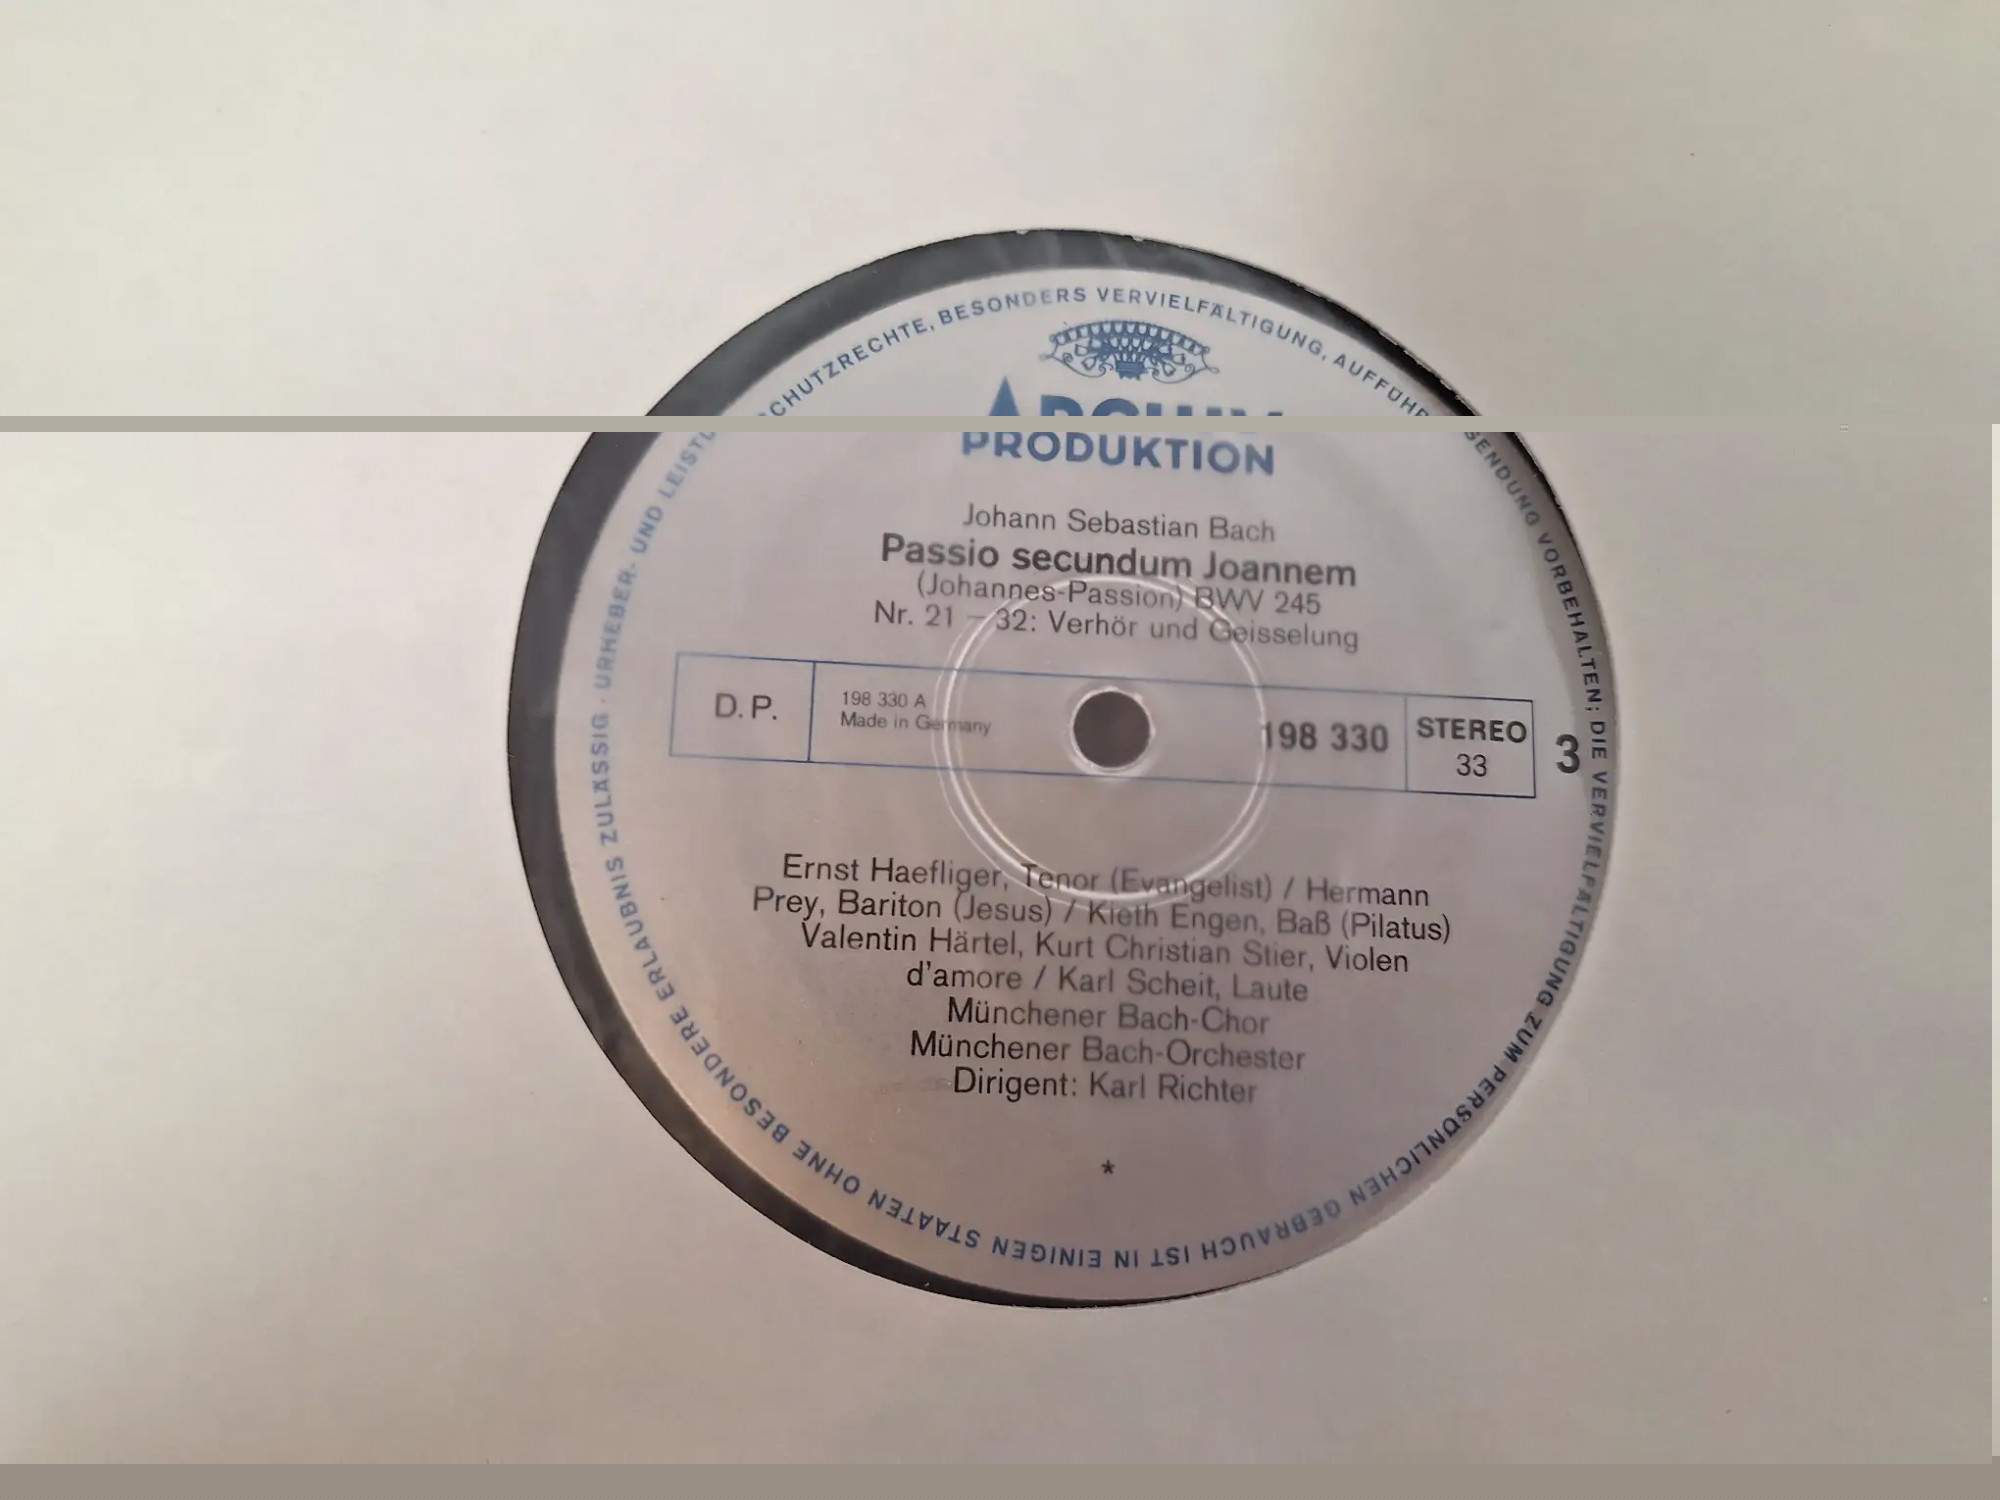 SCHUTZRECHTE, BESONDERS VERVIELFÄLTIGUNG, AUFFÜHR
SENDUNG VORBEHALTEN; DIE VERVIELFÄLTIGUNG ZUM PERSÖNLICHEN GEBRAUCH IST IN EINIGEN STAATEN OHNE BESONDERE ERLAUBNIS ZULÄSSIG · URHEBER- UND LEIST
ARCHIV
PRODUKTION
Johann Sebastian Bach
Passio secundum Joannem
(Johannes-Passion) BWV 245
Nr. 21 – 32: Verhör und Geisselung
D. P.
198 330 A
Made in Germany
198 330
STEREO
33
3
Ernst Haefliger, Tenor (Evangelist) / Hermann
Prey, Bariton (Jesus) / Kieth Engen, Baß (Pilatus)
Valentin Härtel, Kurt Christian Stier, Violen
d'amore / Karl Scheit, Laute
Münchener Bach-Chor
Münchener Bach-Orchester
Dirigent: Karl Richter
*